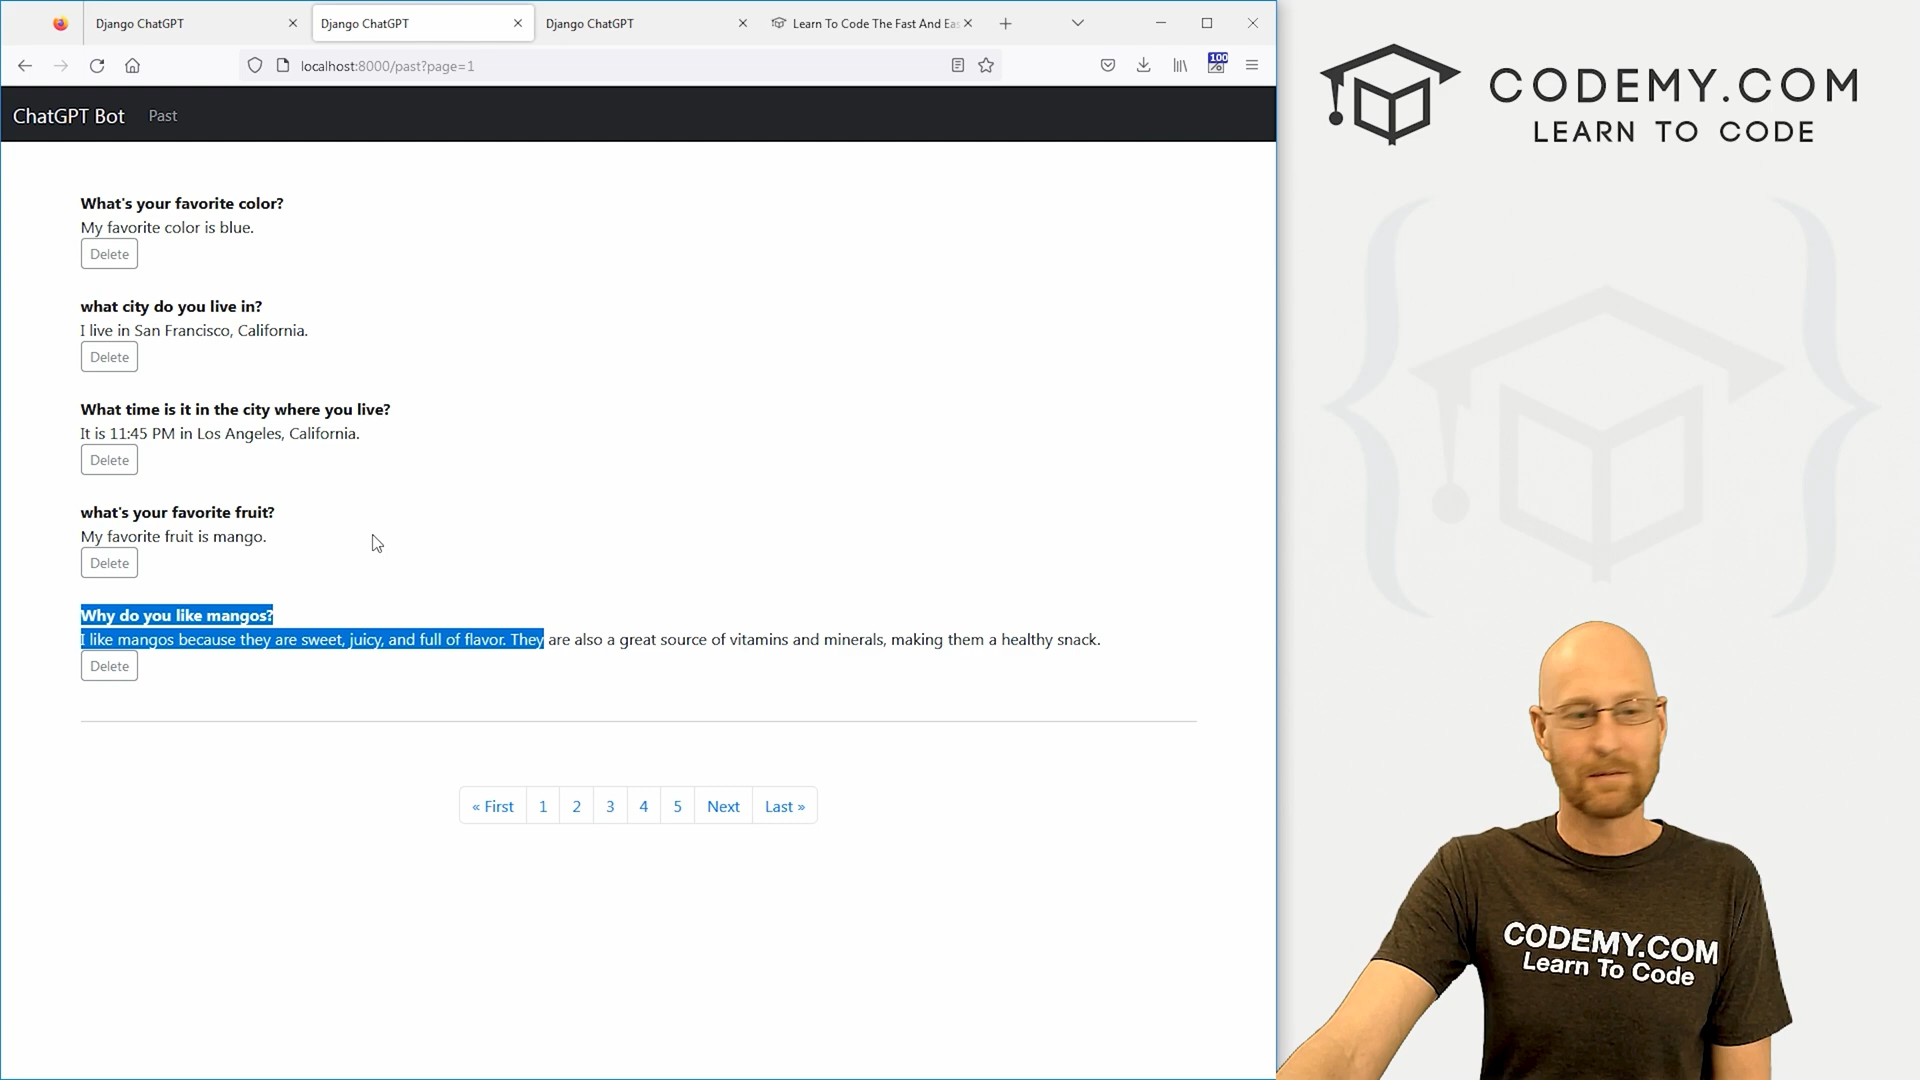 Django ChatGPT
Django ChatGPT
Django ChatGPT
Learn To Code The Fast And Eas
localhost:8000/past?page=1
100
ChatGPT Bot
Past
What's your favorite color?
My favorite color is blue.
Delete
what city do you live in?
I live in San Francisco, California.
Delete
What time is it in the city where you live?
It is 11:45 PM in Los Angeles, California.
Delete
what's your favorite fruit?
My favorite fruit is mango.
Delete
Why do you like mangos?
I like mangos because they are sweet, juicy, and full of flavor. They are also a great source of vitamins and minerals, making them a healthy snack.
Delete
« First 1 2 3 4 5 Next Last »
CODEMY.COM
LEARN TO CODE
CODEMY.COM
Learn To Code